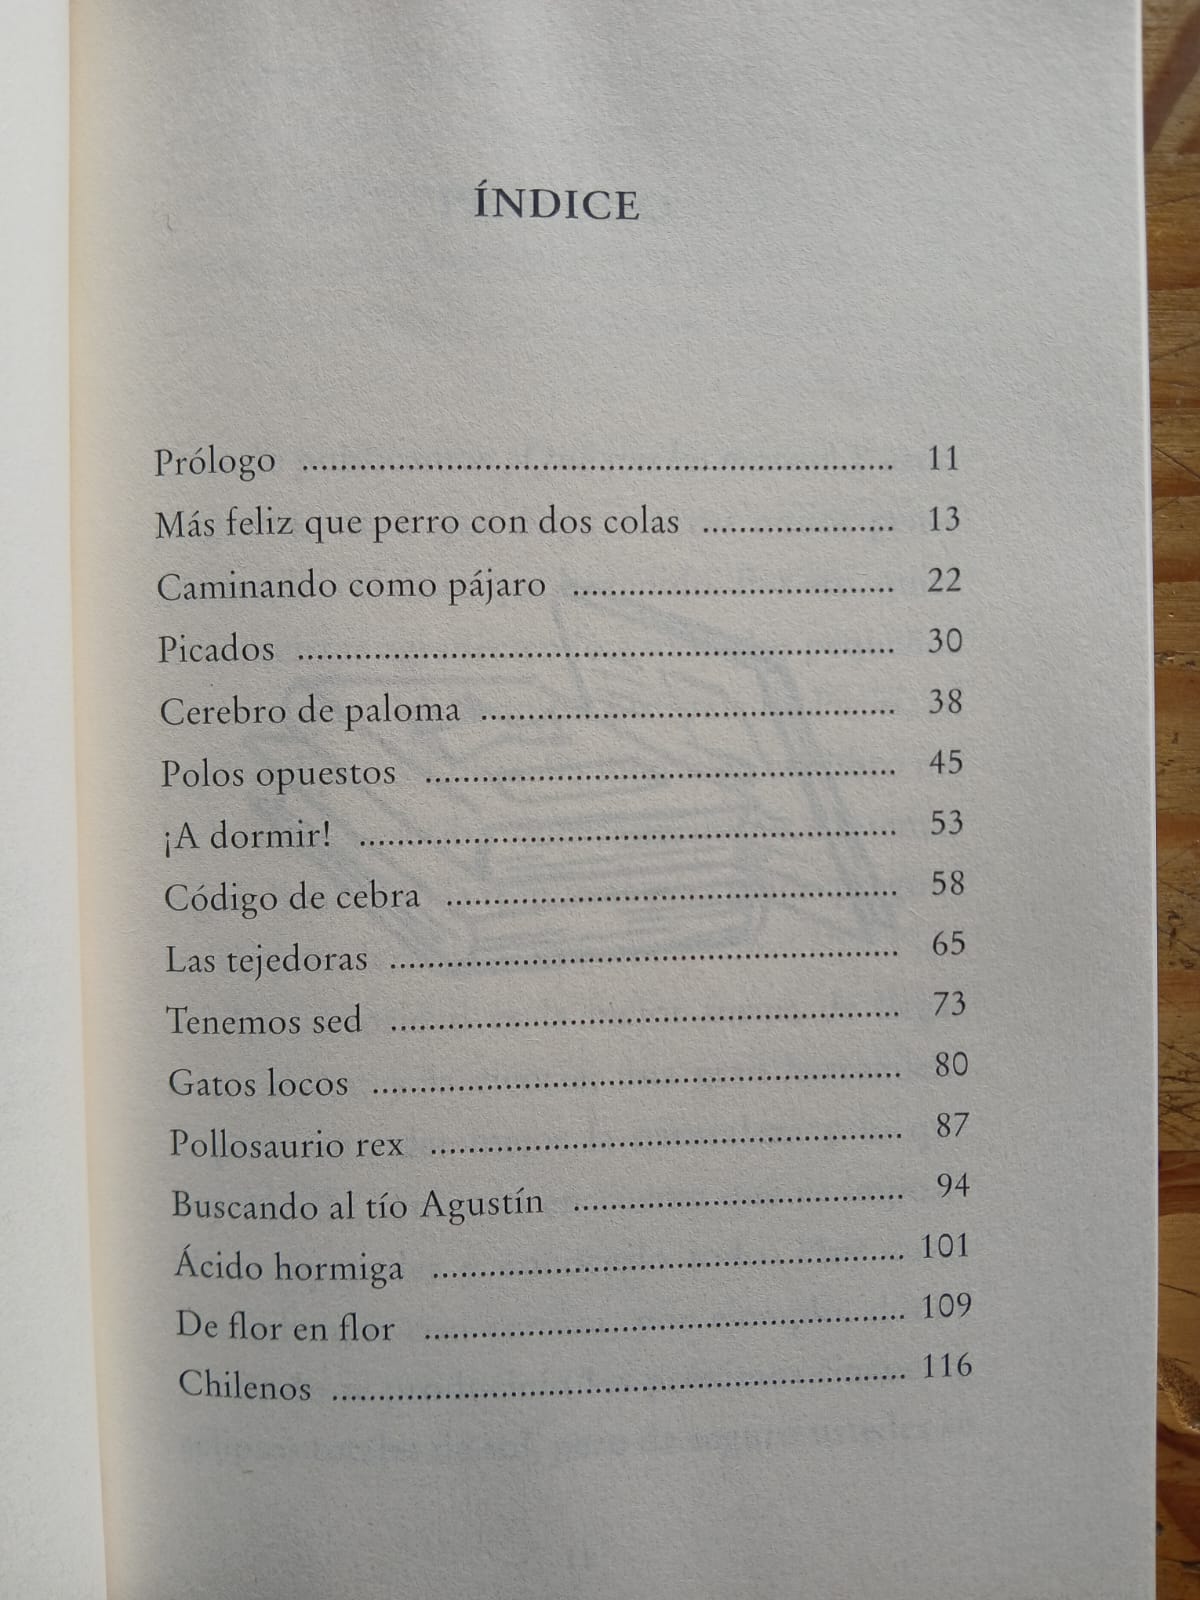 ÍNDICE
Prólogo ........ 11
Más feliz que perro con dos colas ........ 13
Caminando como pájaro ........ 22
Picados ........ 30
Cerebro de paloma ........ 38
Polos opuestos ........ 45
¡A dormir! ........ 53
Código de cebra ........ 58
Las tejedoras ........ 65
Tenemos sed ........ 73
Gatos locos ........ 80
Pollosaurio rex ........ 87
Buscando al tío Agustín ........ 94
Ácido hormiga ........ 101
De flor en flor ........ 109
Chilenos ........ 116